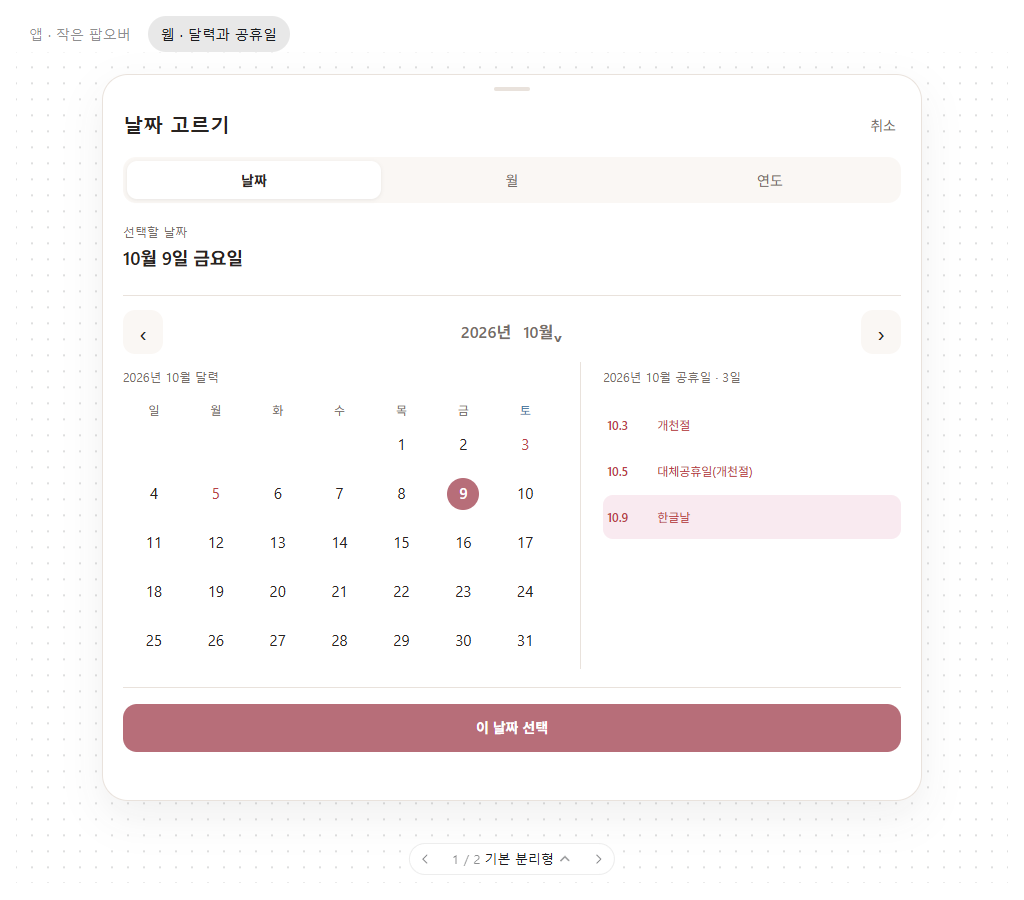 앱 · 작은 팝오버 웹 · 달력과 공휴일
날짜 고르기 취소
날짜 월 연도
선택할 날짜
10월 9일 금요일
‹ 2026년 10월 ›
2026년 10월 달력
일 월 화 수 목 금 토
1 2 3
4 5 6 7 8 9 10
11 12 13 14 15 16 17
18 19 20 21 22 23 24
25 26 27 28 29 30 31
2026년 10월 공휴일 · 3일
10.3 개천절
10.5 대체공휴일(개천절)
10.9 한글날
이 날짜 선택
1 / 2 기본 분리형